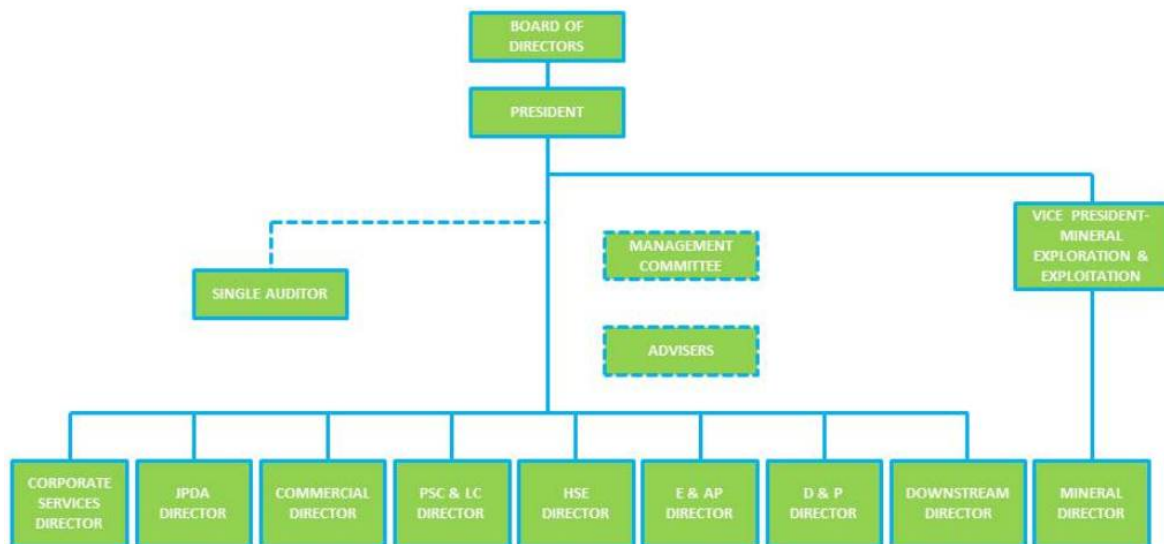 BOARD OF
DIRECTORS
PRESIDENT
VICE PRESIDENT-
MINERAL
EXPLORATION &
EXPLOITATION
MANAGEMENT
COMMITTEE
SINGLE AUDITOR
ADVISERS
CORPORATE
SERVICES
DIRECTOR
JPDA
DIRECTOR
COMMERCIAL
DIRECTOR
PSC & LC
DIRECTOR
HSE
DIRECTOR
E & AP
DIRECTOR
D & P
DIRECTOR
DOWNSTREAM
DIRECTOR
MINERAL
DIRECTOR